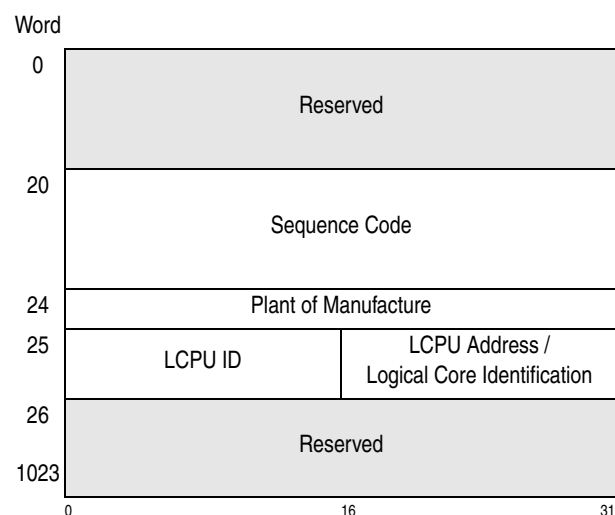 Word
0
Reserved
20
Sequence Code
24
Plant of Manufacture
25
LCPU ID
LCPU Address /
Logical Core Identification
26
Reserved
1023
0
16
31